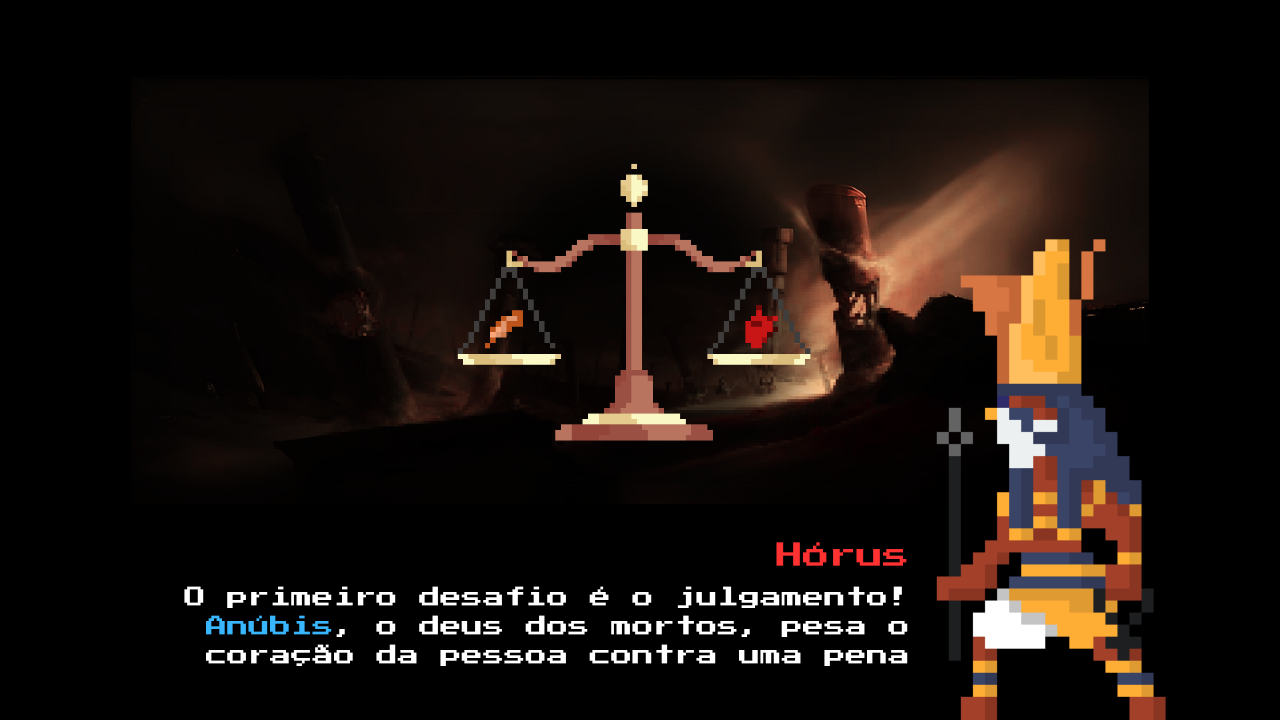 Hórus
O primeiro desafio é o julgamento!
Anúbis, o deus dos mortos, pesa o
coração da pessoa contra uma pena